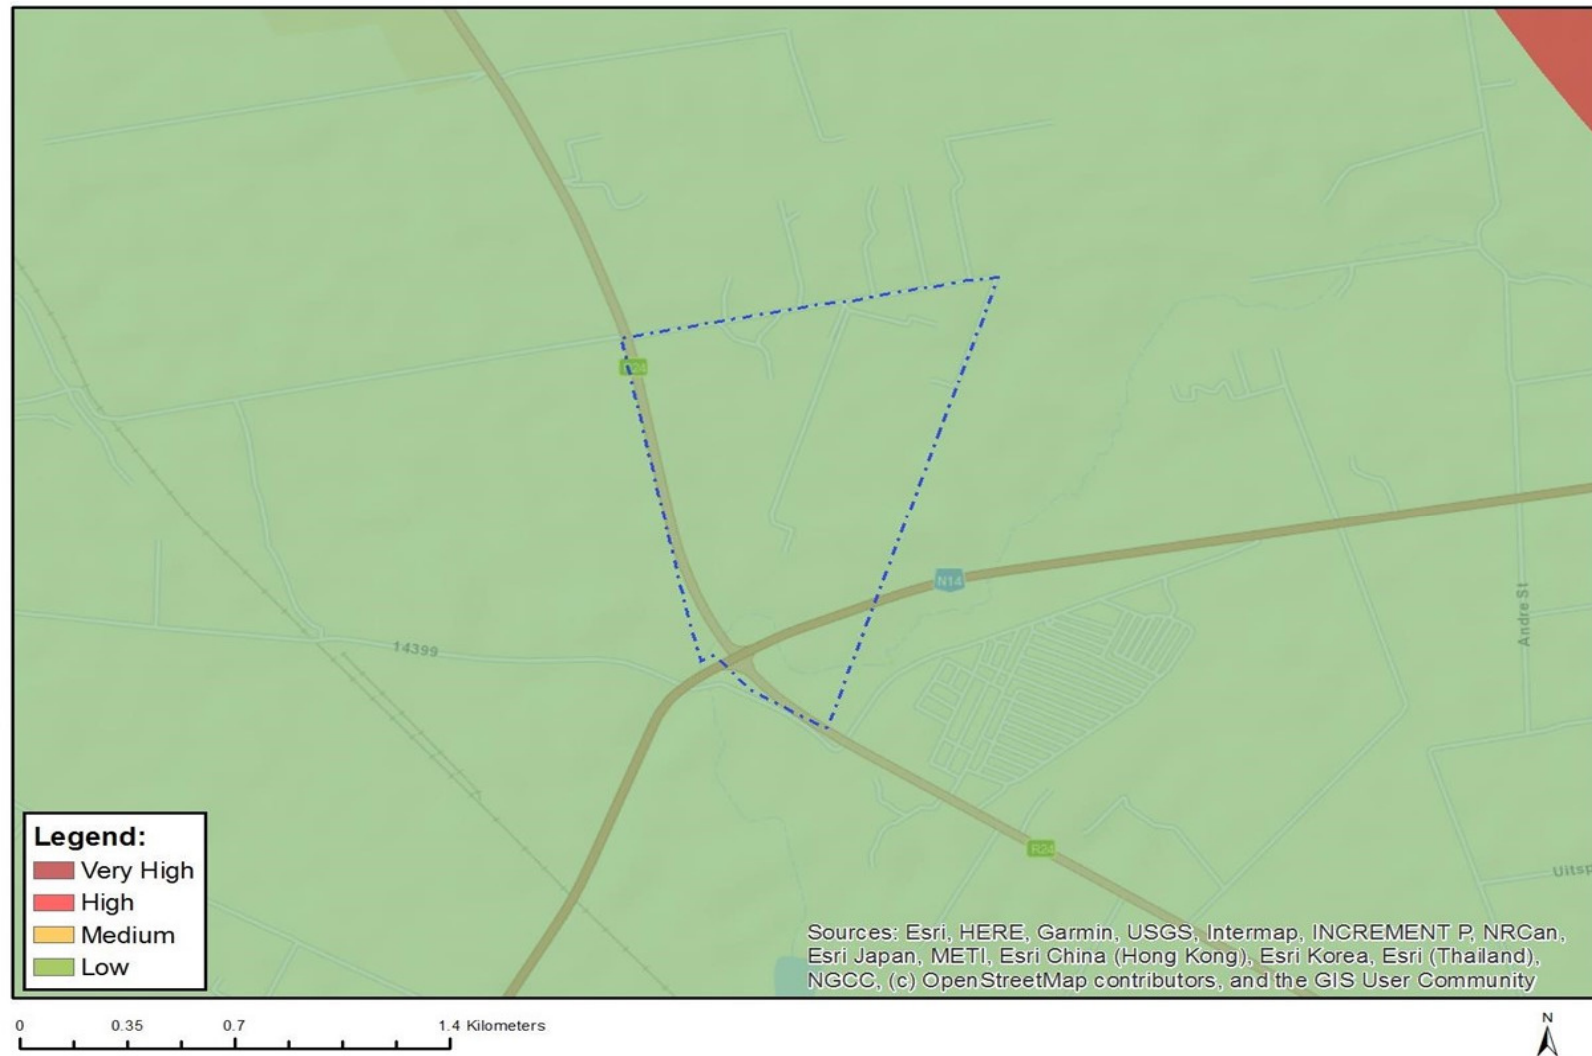 R24
N14
14399
Andre St
R24
Uitsp
Legend:
Very High
High
Medium
Low
Sources: Esri, HERE, Garmin, USGS, Intermap, INCREMENT P, NRCan,
Esri Japan, METI, Esri China (Hong Kong), Esri Korea, Esri (Thailand),
NGCC, (c) OpenStreetMap contributors, and the GIS User Community
0 0.35 0.7 1.4 Kilometers
N